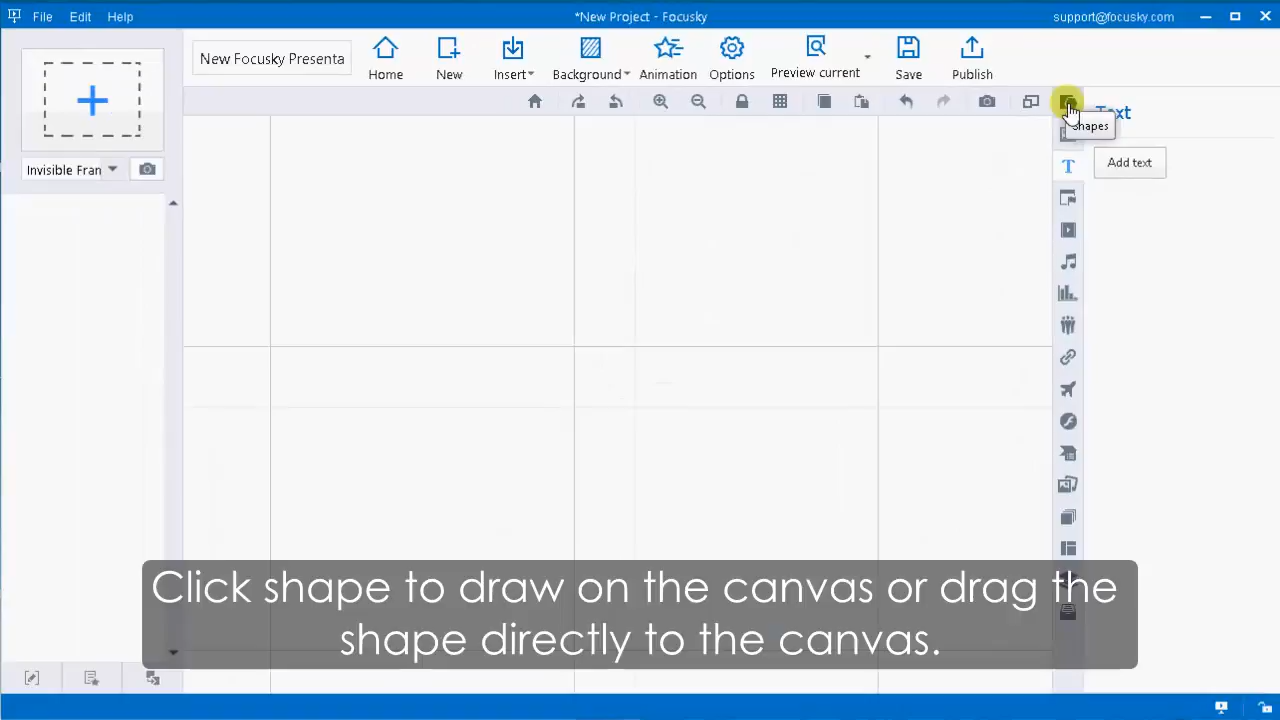 File Edit Help
*New Project - Focusky
support@focusky.com
New Focusky Presenta
Home New Insert Background Animation Options Preview current Save Publish
Text
Shapes
Add text
Invisible Fran
Click shape to draw on the canvas or drag the
shape directly to the canvas.